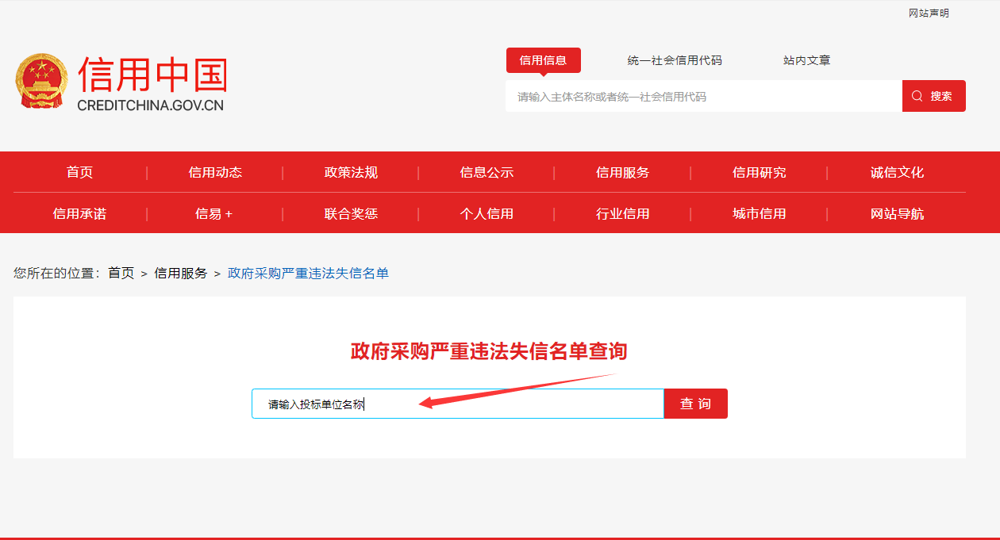 网站声明
信用中国
CREDITCHINA.GOV.CN
信用信息 统一社会信用代码 站内文章
请输入主体名称或者统一社会信用代码 搜索
首页 | 信用动态 | 政策法规 | 信息公示 | 信用服务 | 信用研究 | 诚信文化
信用承诺 | 信易 + | 联合奖惩 | 个人信用 | 行业信用 | 城市信用 | 网站导航
您所在的位置：首页 > 信用服务 > 政府采购严重违法失信名单
政府采购严重违法失信名单查询
请输入投标单位名称 查 询